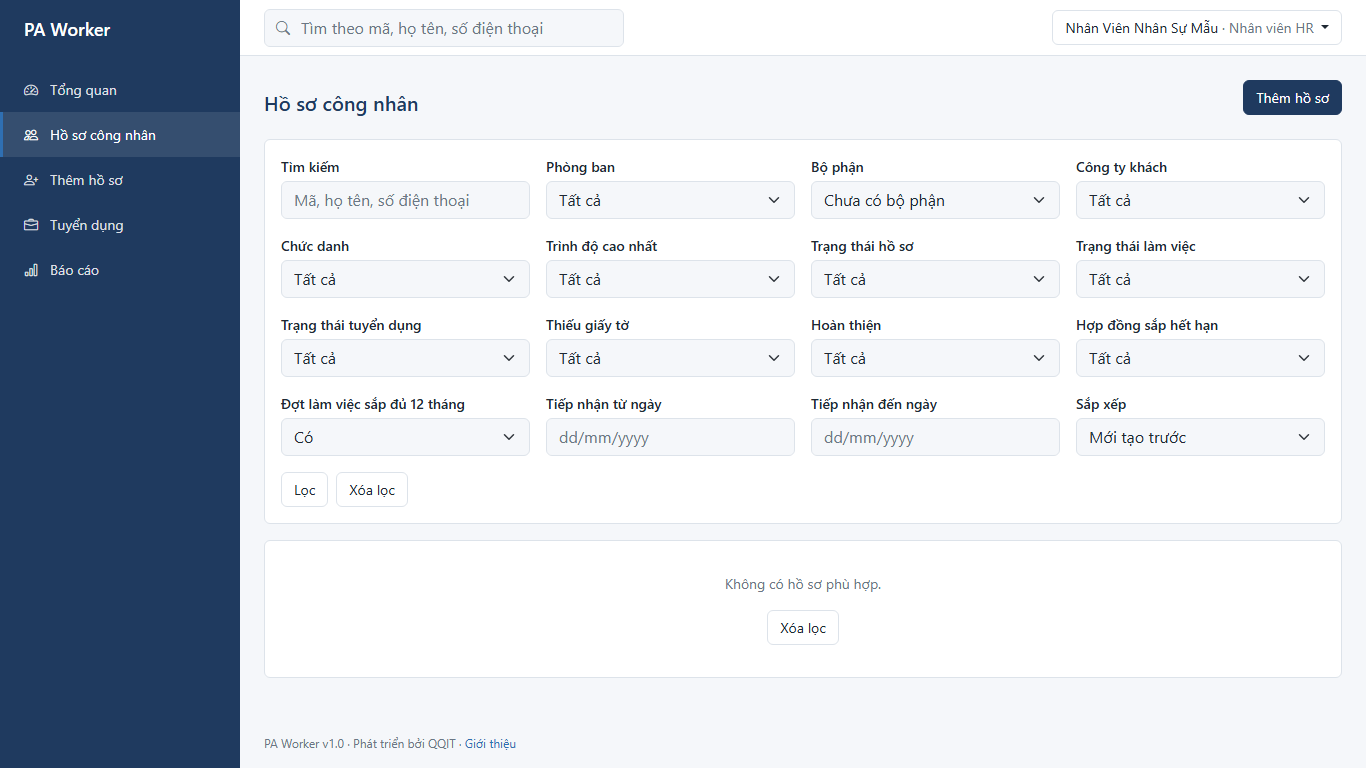 PA Worker
Tìm theo mã, họ tên, số điện thoại
Nhân Viên Nhân Sự Mẫu · Nhân viên HR
Tổng quan
Hồ sơ công nhân
Thêm hồ sơ
Tuyển dụng
Báo cáo
Hồ sơ công nhân
Thêm hồ sơ
Tìm kiếm
Phòng ban
Bộ phận
Công ty khách
Mã, họ tên, số điện thoại
Tất cả
Chưa có bộ phận
Tất cả
Chức danh
Trình độ cao nhất
Trạng thái hồ sơ
Trạng thái làm việc
Tất cả
Tất cả
Tất cả
Tất cả
Trạng thái tuyển dụng
Thiếu giấy tờ
Hoàn thiện
Hợp đồng sắp hết hạn
Tất cả
Tất cả
Tất cả
Tất cả
Đợt làm việc sắp đủ 12 tháng
Tiếp nhận từ ngày
Tiếp nhận đến ngày
Sắp xếp
Có
dd/mm/yyyy
dd/mm/yyyy
Mới tạo trước
Lọc
Xóa lọc
Không có hồ sơ phù hợp.
Xóa lọc
PA Worker v1.0 · Phát triển bởi QQIT · Giới thiệu